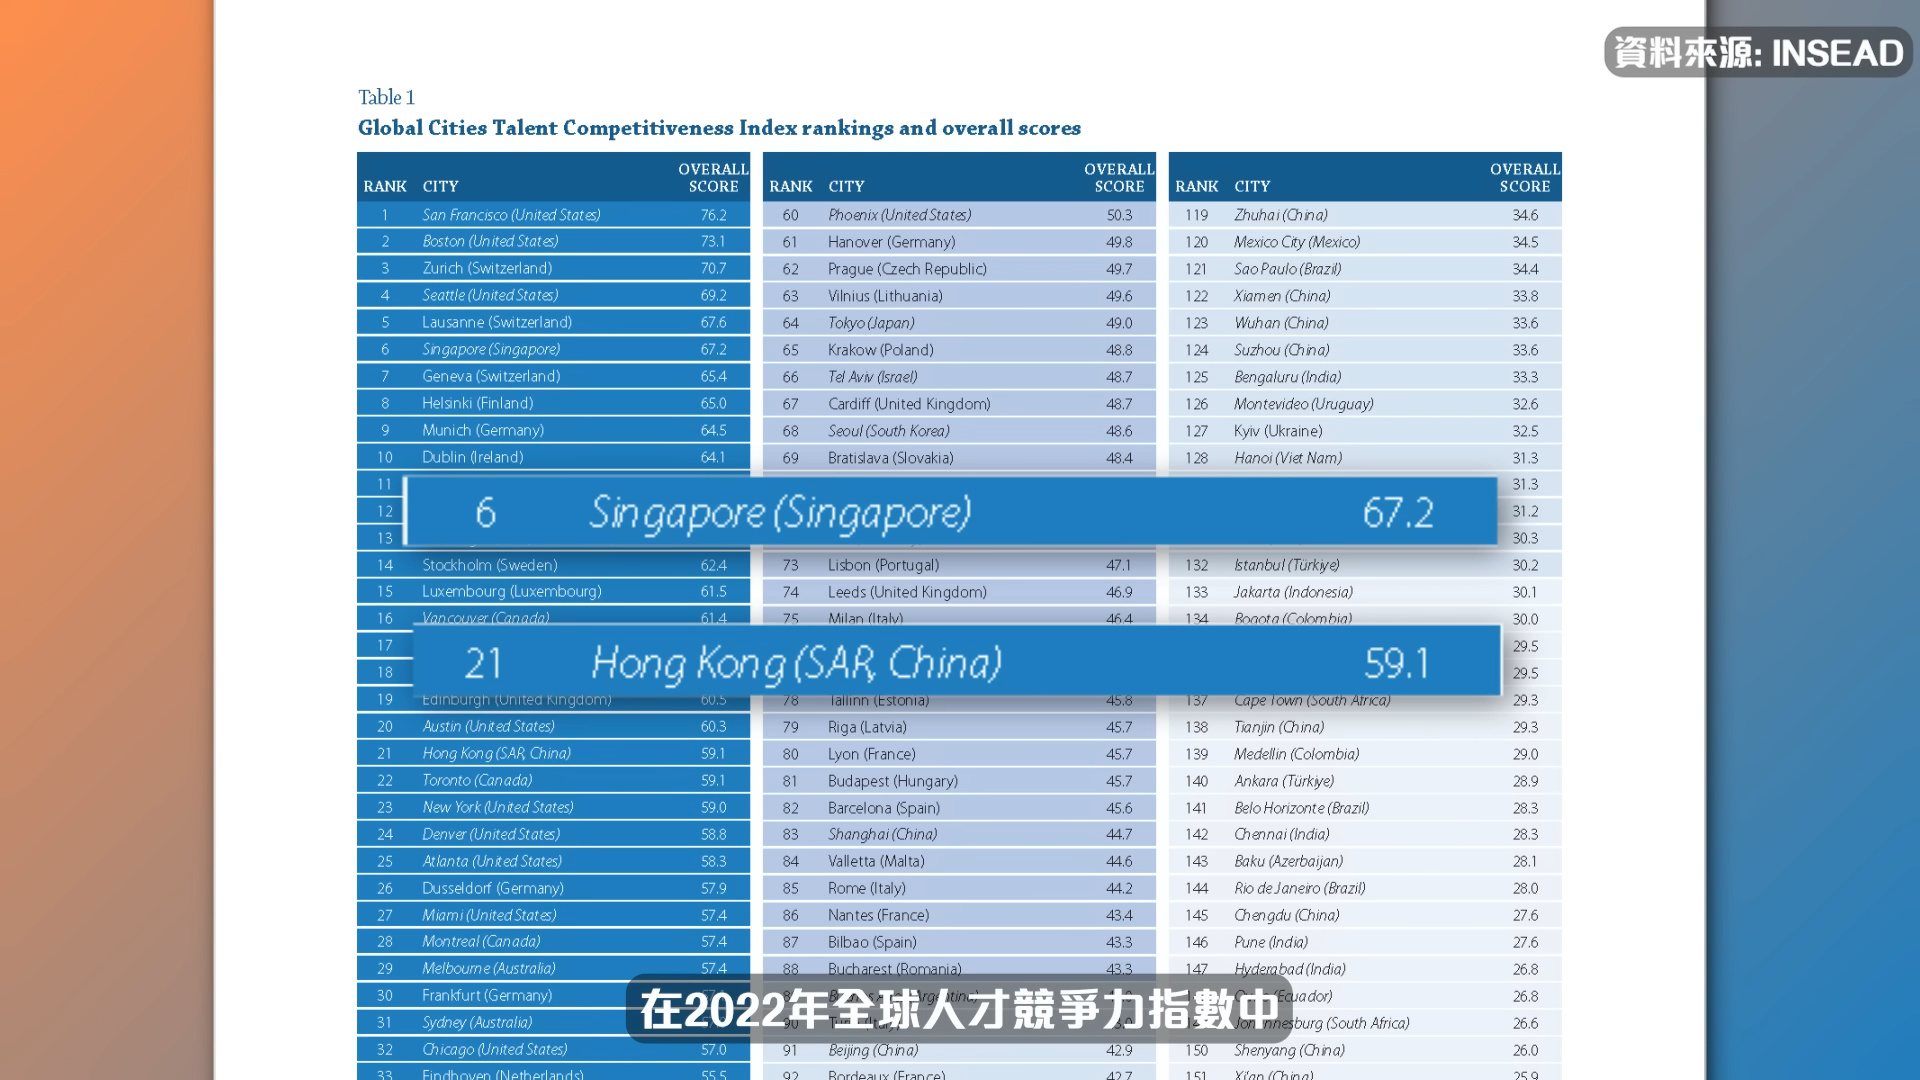 資料來源: INSEAD
Table 1
Global Cities Talent Competitiveness Index rankings and overall scores
RANK CITY OVERALL SCORE
1 San Francisco (United States) 76.2
2 Boston (United States) 73.1
3 Zurich (Switzerland) 70.7
4 Seattle (United States) 69.2
5 Lausanne (Switzerland) 67.6
6 Singapore (Singapore) 67.2
7 Geneva (Switzerland) 65.4
8 Helsinki (Finland) 65.0
9 Munich (Germany) 64.5
10 Dublin (Ireland) 64.1
11
12
13
14 Stockholm (Sweden) 62.4
15 Luxembourg (Luxembourg) 61.5
16 Vancouver (Canada) 61.4
17
18
19 Edinburgh (United Kingdom) 60.5
20 Austin (United States) 60.3
21 Hong Kong (SAR, China) 59.1
22 Toronto (Canada) 59.1
23 New York (United States) 59.0
24 Denver (United States) 58.8
25 Atlanta (United States) 58.3
26 Dusseldorf (Germany) 57.9
27 Miami (United States) 57.4
28 Montreal (Canada) 57.4
29 Melbourne (Australia) 57.4
30 Frankfurt (Germany)
31 Sydney (Australia)
32 Chicago (United States) 57.0
33 Eindhoven (Netherlands) 55.5
RANK CITY OVERALL SCORE
60 Phoenix (United States) 50.3
61 Hanover (Germany) 49.8
62 Prague (Czech Republic) 49.7
63 Vilnius (Lithuania) 49.6
64 Tokyo (Japan) 49.0
65 Krakow (Poland) 48.8
66 Tel Aviv (Israel) 48.7
67 Cardiff (United Kingdom) 48.7
68 Seoul (South Korea) 48.6
69 Bratislava (Slovakia) 48.4
73 Lisbon (Portugal) 47.1
74 Leeds (United Kingdom) 46.9
75 Milan (Italy) 46.4
78 Tallinn (Estonia) 45.8
79 Riga (Latvia) 45.7
80 Lyon (France) 45.7
81 Budapest (Hungary) 45.7
82 Barcelona (Spain) 45.6
83 Shanghai (China) 44.7
84 Valletta (Malta) 44.6
85 Rome (Italy) 44.2
86 Nantes (France) 43.4
87 Bilbao (Spain) 43.3
88 Bucharest (Romania) 43.3
90
91 Beijing (China) 42.9
92 Bordeaux (France) 42.7
RANK CITY OVERALL SCORE
119 Zhuhai (China) 34.6
120 Mexico City (Mexico) 34.5
121 Sao Paulo (Brazil) 34.4
122 Xiamen (China) 33.8
123 Wuhan (China) 33.6
124 Suzhou (China) 33.6
125 Bengaluru (India) 33.3
126 Montevideo (Uruguay) 32.6
127 Kyiv (Ukraine) 32.5
128 Hanoi (Viet Nam) 31.3
31.3
31.2
30.3
132 Istanbul (Türkiye) 30.2
133 Jakarta (Indonesia) 30.1
134 Bogota (Colombia) 30.0
29.5
29.5
137 Cape Town (South Africa) 29.3
138 Tianjin (China) 29.3
139 Medellin (Colombia) 29.0
140 Ankara (Türkiye) 28.9
141 Belo Horizonte (Brazil) 28.3
142 Chennai (India) 28.3
143 Baku (Azerbaijan) 28.1
144 Rio de Janeiro (Brazil) 28.0
145 Chengdu (China) 27.6
146 Pune (India) 27.6
147 Hyderabad (India) 26.8
(Ecuador) 26.8
(South Africa) 26.6
150 Shenyang (China) 26.0
151 Xi'an (China) 25.9
6 Singapore (Singapore) 67.2
21 Hong Kong (SAR, China) 59.1
在2022年全球人才競爭力指數中